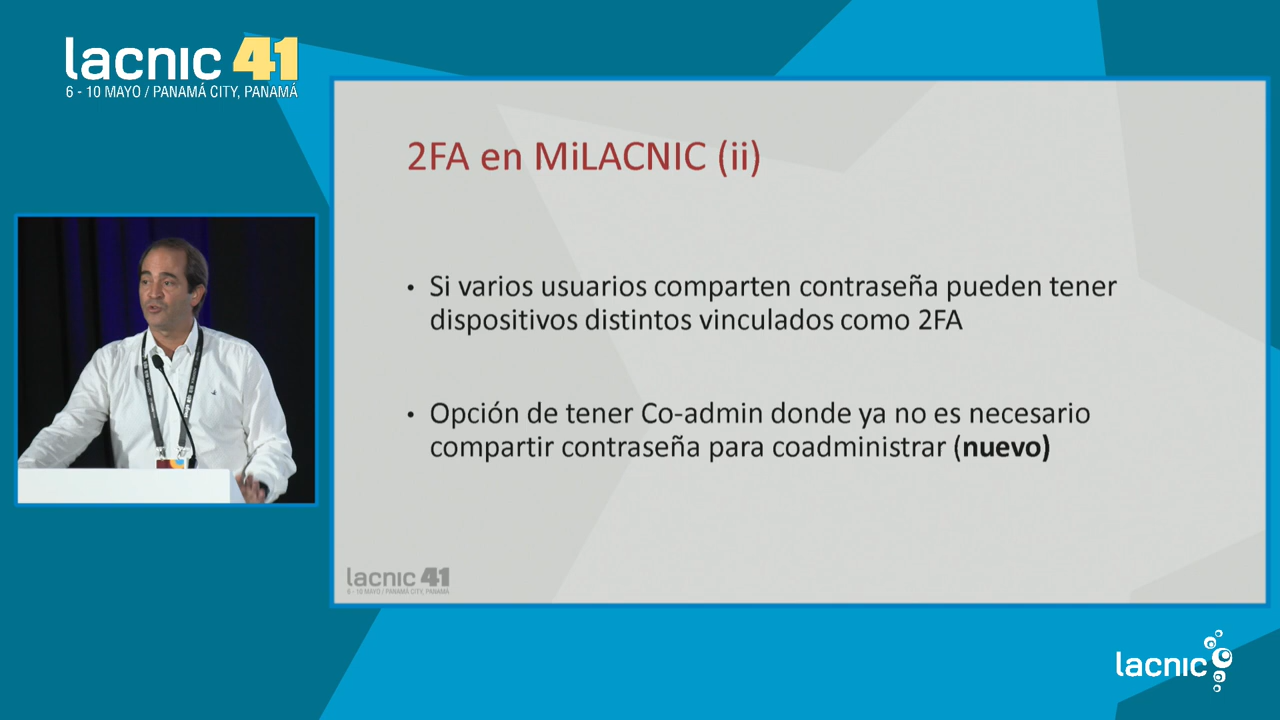 lacnic 41
6 - 10 MAYO / PANAMÁ CITY, PANAMÁ
2FA en MiLACNIC (ii)
• Si varios usuarios comparten contraseña pueden tener
dispositivos distintos vinculados como 2FA
• Opción de tener Co-admin donde ya no es necesario
compartir contraseña para coadministrar (nuevo)
lacnic 41
6 - 10 MAYO / PANAMÁ CITY, PANAMÁ
lacnic